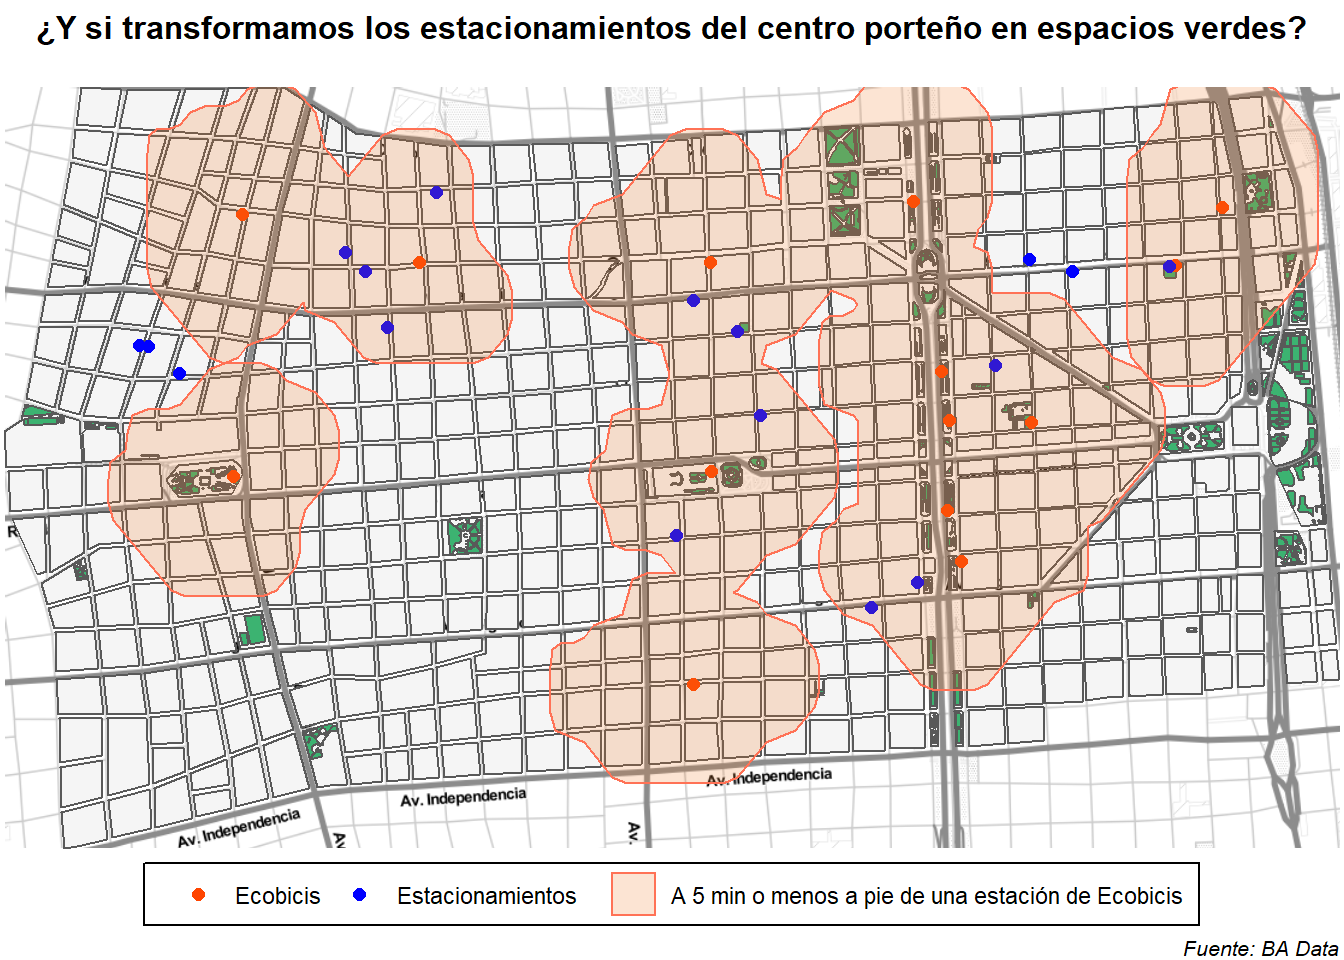 ¿Y si transformamos los estacionamientos del centro porteño en espacios verdes?
Av. Independencia
Av. Independencia
Av. Independencia
Av.
Ecobicis
Estacionamientos
A 5 min o menos a pie de una estación de Ecobicis
Fuente: BA Data